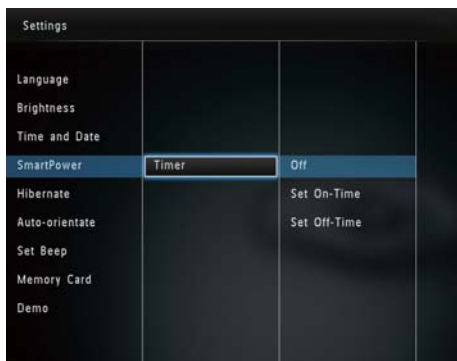 Settings
Language
Brightness
Time and Date
SmartPower
Timer
Off
Hibernate
Set On-Time
Auto-orientate
Set Off-Time
Set Beep
Memory Card
Demo